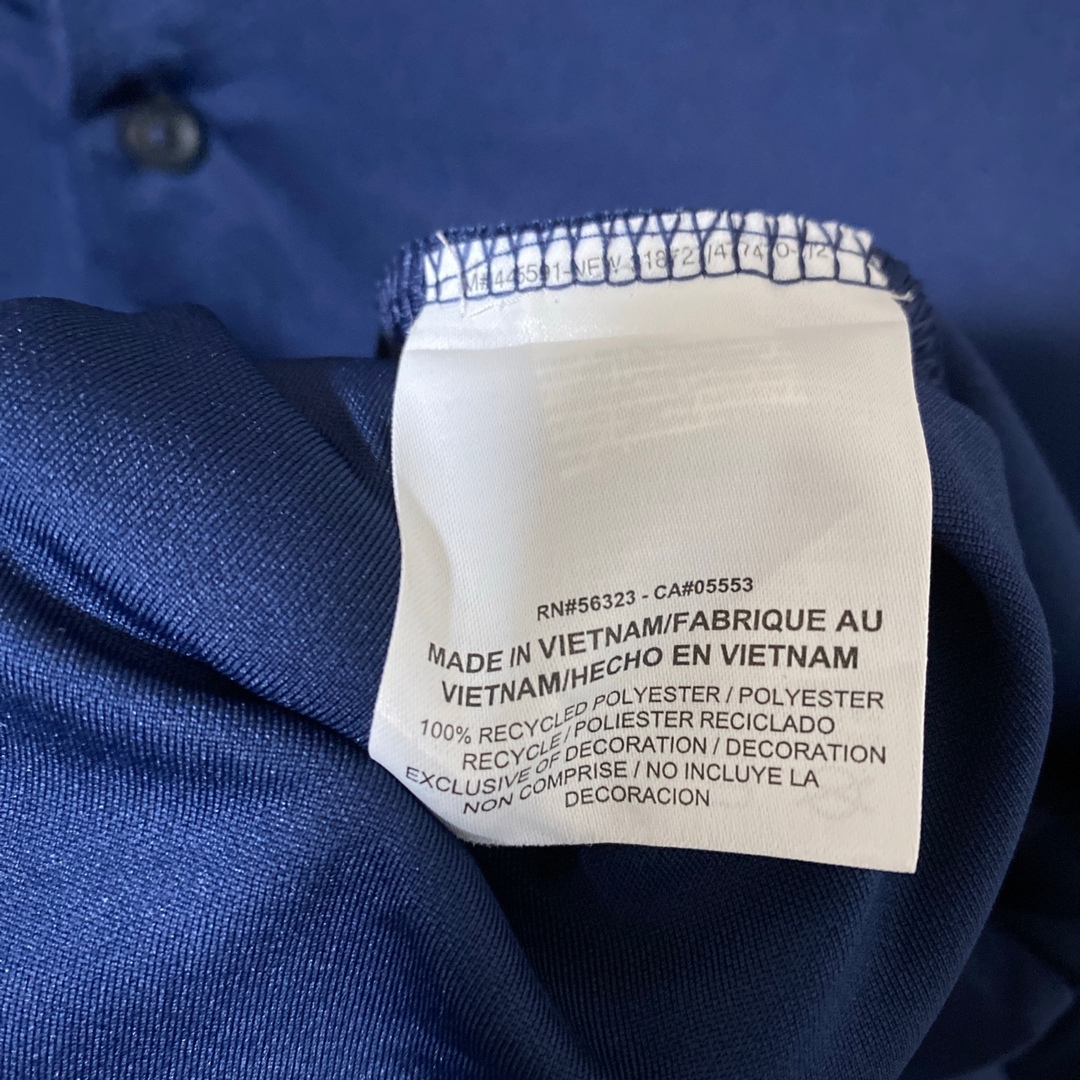 RN#56323 - CA#05553
MADE IN VIETNAM/FABRIQUE AU
VIETNAM/HECHO EN VIETNAM
100% RECYCLED POLYESTER / POLYESTER
RECYCLE / POLIESTER RECICLADO
EXCLUSIVE OF DECORATION / DECORATION
NON COMPRISE / NO INCLUYE LA
DECORACION